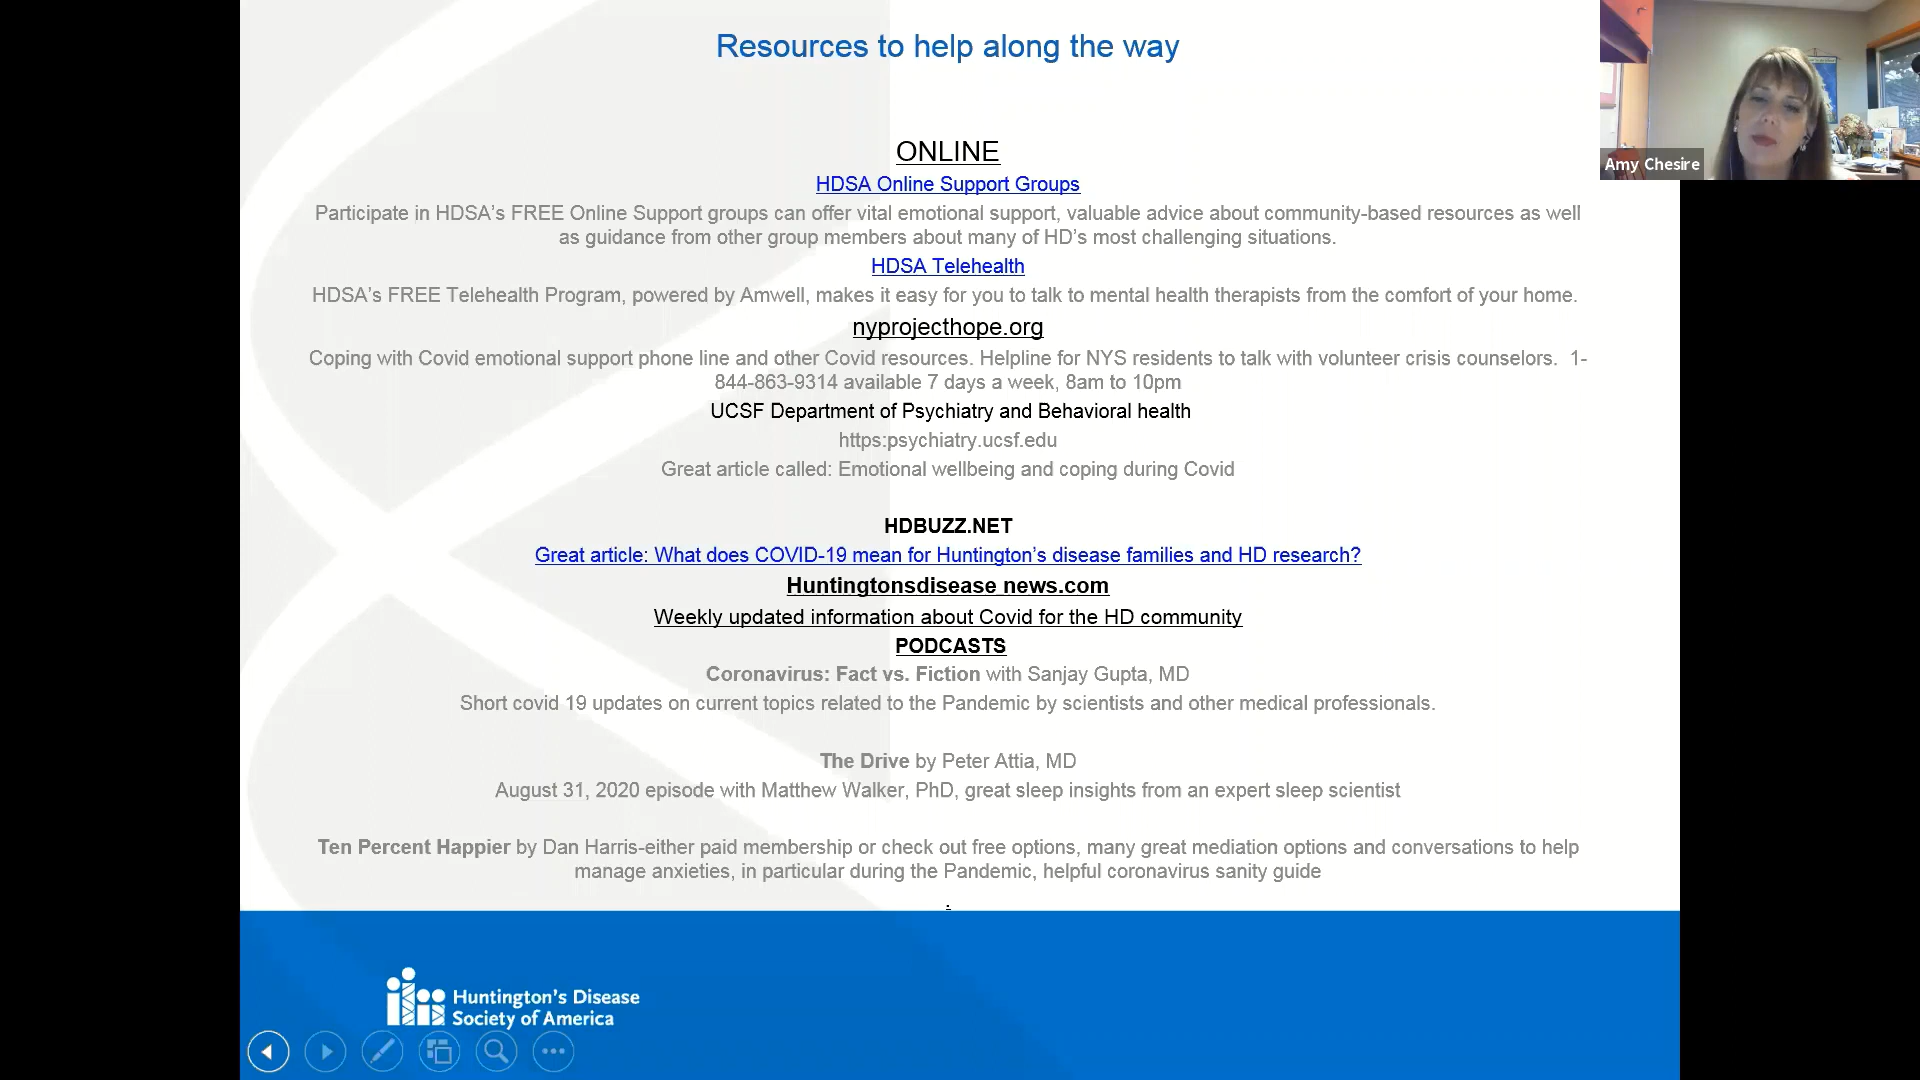 Resources to help along the way
Amy Chesire
ONLINE
HDSA Online Support Groups
Participate in HDSA’s FREE Online Support groups can offer vital emotional support, valuable advice about community-based resources as well
as guidance from other group members about many of HD’s most challenging situations.
HDSA Telehealth
HDSA’s FREE Telehealth Program, powered by Amwell, makes it easy for you to talk to mental health therapists from the comfort of your home.
nyprojecthope.org
Coping with Covid emotional support phone line and other Covid resources. Helpline for NYS residents to talk with volunteer crisis counselors.  1-
844-863-9314 available 7 days a week, 8am to 10pm
UCSF Department of Psychiatry and Behavioral health
https:psychiatry.ucsf.edu
Great article called: Emotional wellbeing and coping during Covid
HDBUZZ.NET
Great article: What does COVID-19 mean for Huntington’s disease families and HD research?
Huntingtonsdisease news.com
Weekly updated information about Covid for the HD community
PODCASTS
Coronavirus: Fact vs. Fiction with Sanjay Gupta, MD
Short covid 19 updates on current topics related to the Pandemic by scientists and other medical professionals.
The Drive by Peter Attia, MD
August 31, 2020 episode with Matthew Walker, PhD, great sleep insights from an expert sleep scientist
Ten Percent Happier by Dan Harris-either paid membership or check out free options, many great mediation options and conversations to help
manage anxieties, in particular during the Pandemic, helpful coronavirus sanity guide
.
Huntington’s Disease
Society of America